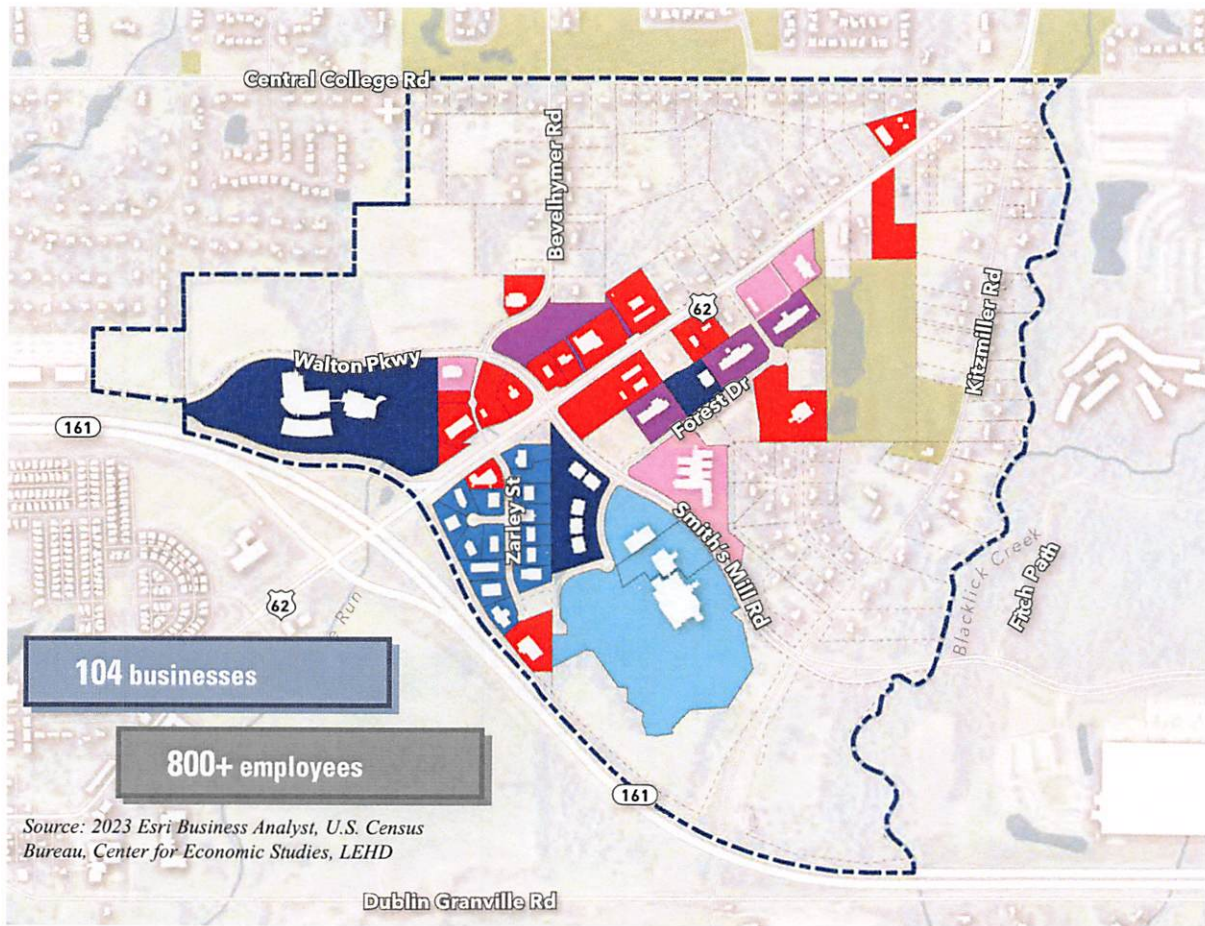 Central College Rd
Bevelhymer Rd
62
Kitzmiller Rd
Walton Pkwy
161
Forest Dr
Zarley St
Smith's Mill Rd
Blacklick Creek
Fitch Path
62
Run
104 businesses
800+ employees
161
Source: 2023 Esri Business Analyst, U.S. Census
Bureau, Center for Economic Studies, LEHD
Dublin Granville Rd